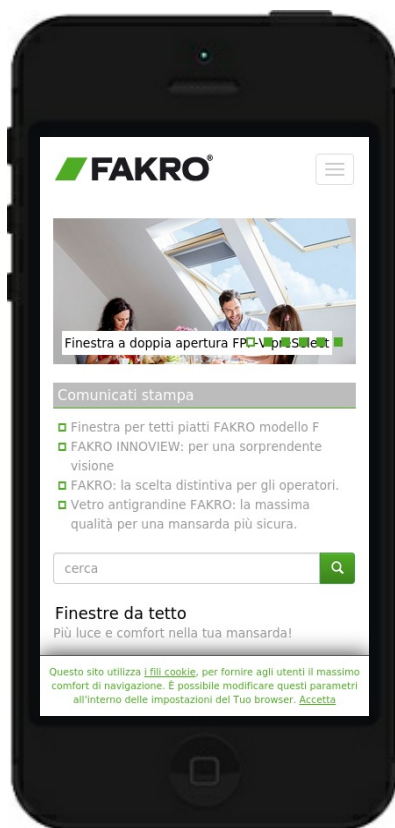 FAKRO®
Finestra a doppia apertura FP
Comunicati stampa
Finestra per tetti piatti FAKRO modello F
FAKRO INNOVIEW: per una sorprendente
visione
FAKRO: la scelta distintiva per gli operatori.
Vetro antigrandine FAKRO: la massima
qualità per una mansarda più sicura.
cerca
Finestre da tetto
Più luce e comfort nella tua mansarda!
Questo sito utilizza i fili cookie, per fornire agli utenti il massimo
comfort di navigazione. È possibile modificare questi parametri
all'interno delle impostazioni del Tuo browser. Accetta